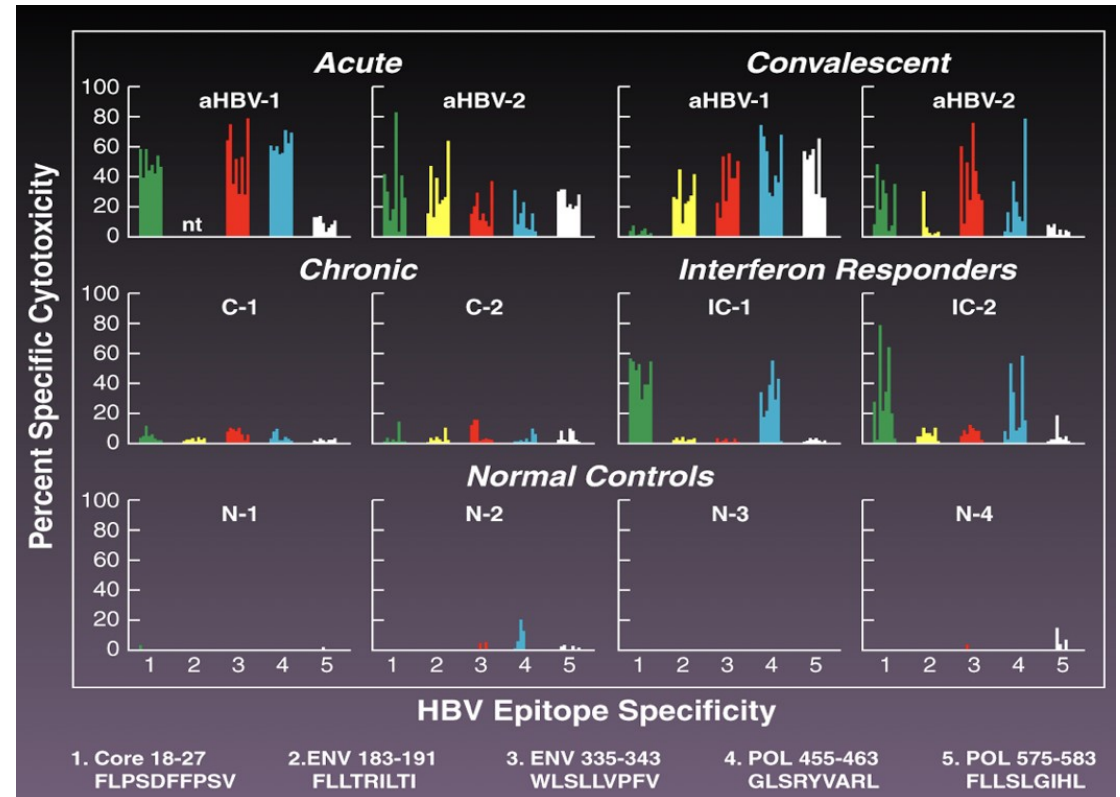 Acute
Convalescent
100
80
60
40
20
0
aHBV-1
nt
aHBV-2
aHBV-1
aHBV-2
Percent Specific Cytotoxicity
Chronic
Interferon Responders
100
80
60
40
20
0
C-1
C-2
IC-1
IC-2
Normal Controls
100
80
60
40
20
0
N-1
N-2
N-3
N-4
1 2 3 4 5
1 2 3 4 5
1 2 3 4 5
1 2 3 4 5
HBV Epitope Specificity
1. Core 18-27
FLPSDFFPSV
2.ENV 183-191
FLLTRILTI
3. ENV 335-343
WLSLLVPFV
4. POL 455-463
GLSRYVARL
5. POL 575-583
FLLSLGIHL